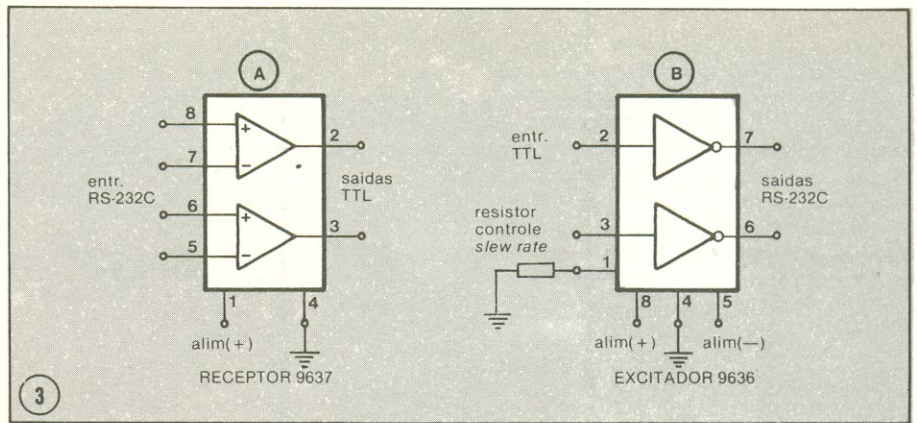 A
8
+
7
−
2
entr.
RS-232C
saidas
TTL
6
+
5
−
3
1
4
alim(+)
RECEPTOR 9637
B
entr.
TTL
2
7
saidas
RS-232C
resistor
controle
slew rate
3
6
1
8
4
5
alim(+)
alim(—)
EXCITADOR 9636
3